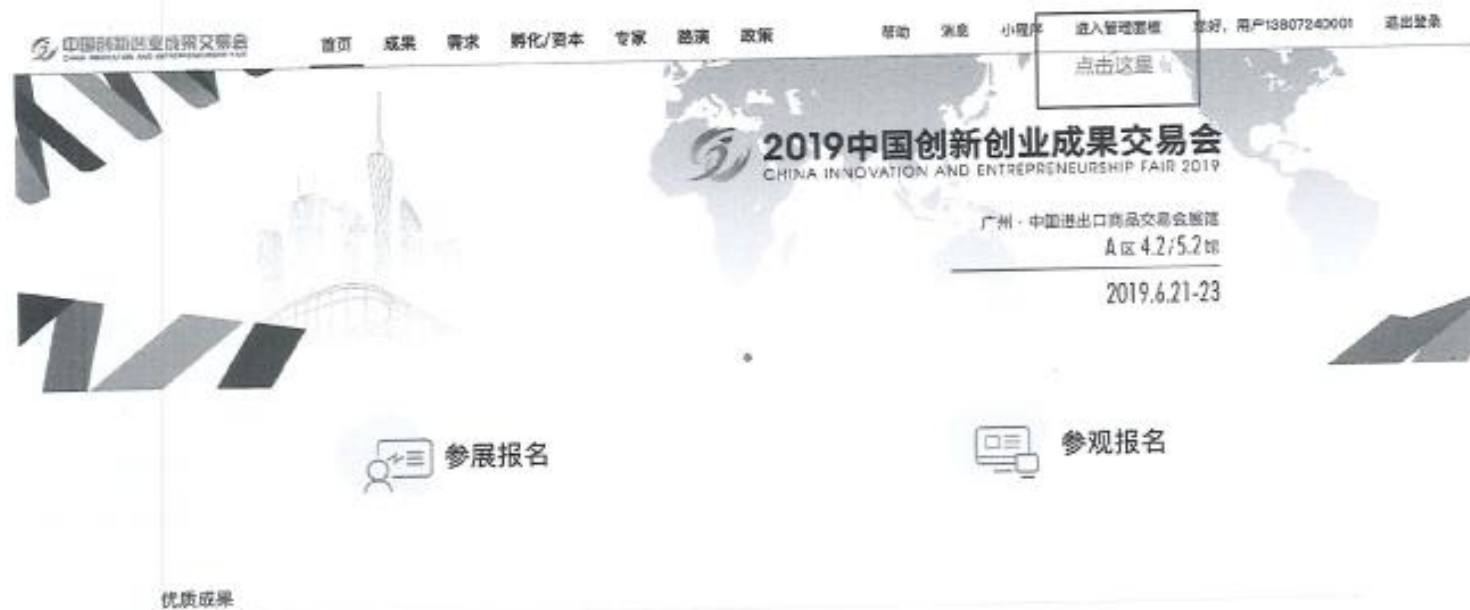 中国创新创业成果交易会
CHINA INNOVATION AND ENTREPRENEURSHIP FAIR
首页 成果 需求 孵化/资本 专家 路演 政策
帮助 消息 小程序 进入管理面板 您好，用户13807240001 退出登录
点击这里
2019中国创新创业成果交易会
CHINA INNOVATION AND ENTREPRENEURSHIP FAIR 2019
广州·中国进出口商品交易会展馆
A区 4.2/5.2馆
2019.6.21-23
参展报名
参观报名
优质成果